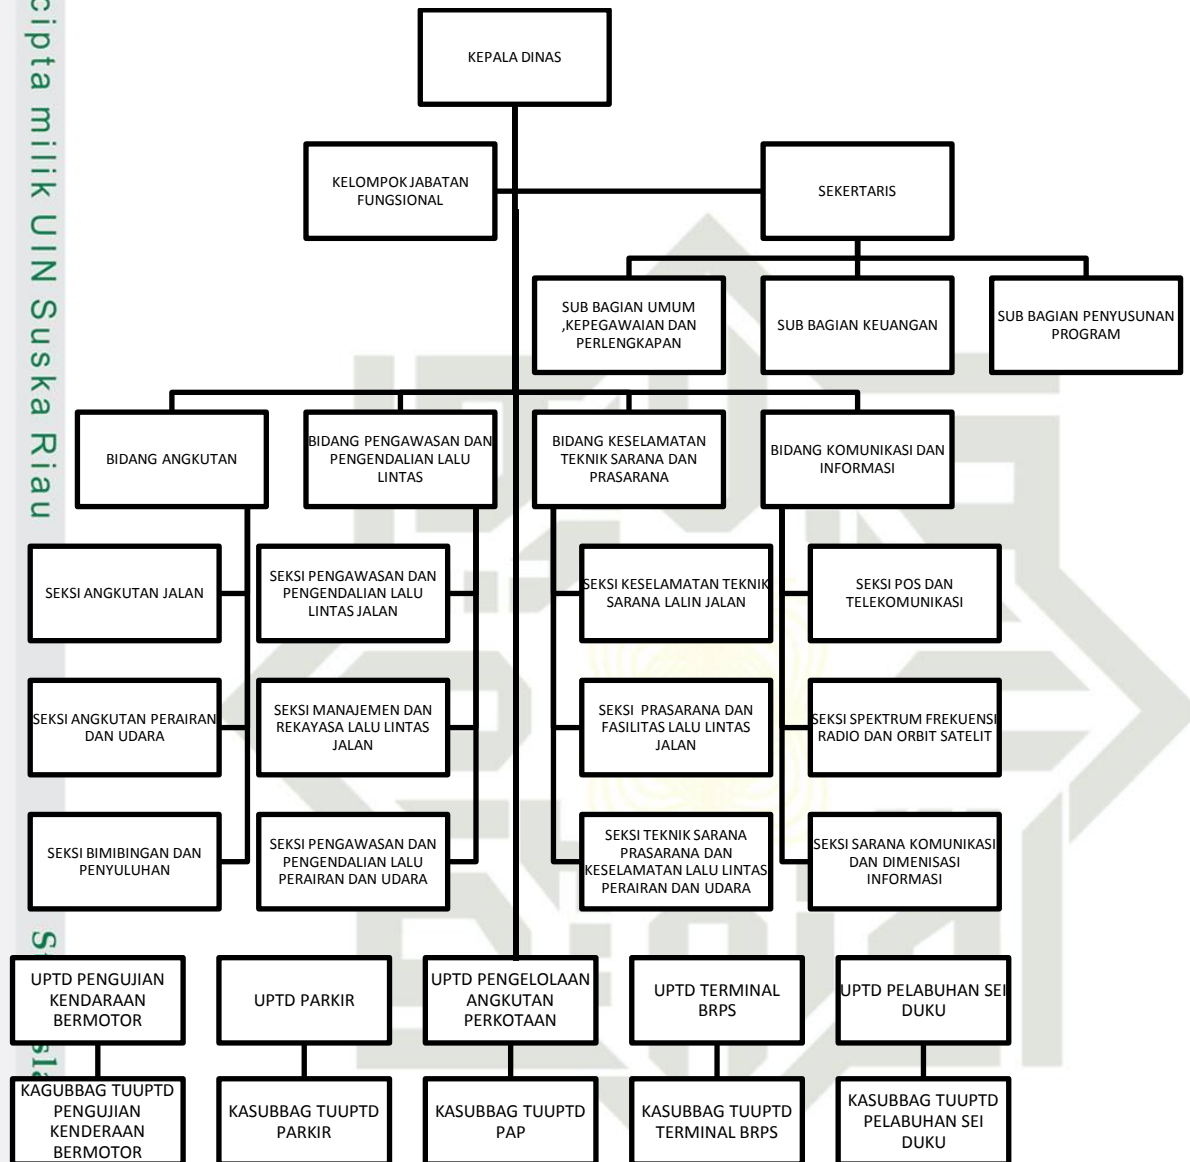 cipta milik UIN Suska Riau
KEPALA DINAS
KELOMPOK JABATAN
FUNGSIONAL
SEKERTARIS
SUB BAGIAN UMUM
,KEPEGAWAIAN DAN
PERLENGKAPAN
SUB BAGIAN KEUANGAN
SUB BAGIAN PENYUSUNAN
PROGRAM
BIDANG ANGKUTAN
BIDANG PENGAWASAN DAN
PENGENDALIAN LALU
LINTAS
BIDANG KESELAMATAN
TEKNIK SARANA DAN
PRASARANA
BIDANG KOMUNIKASI DAN
INFORMASI
SEKSI ANGKUTAN JALAN
SEKSI PENGAWASAN DAN
PENGENDALIAN LALU
LINTAS JALAN
SEKSI KESELAMATAN TEKNIK
SARANA LALIN JALAN
SEKSI POS DAN
TELEKOMUNIKASI
SEKSI ANGKUTAN PERAIRAN
DAN UDARA
SEKSI MANAJEMEN DAN
REKAYASA LALU LINTAS
JALAN
SEKSI PRASARANA DAN
FASILITAS LALU LINTAS
JALAN
SEKSI SPEKTRUM FREKUENSI
RADIO DAN ORBIT SATELIT
SEKSI BIMIBINGAN DAN
PENYULUHAN
SEKSI PENGAWASAN DAN
PENGENDALIAN LALU
PERAIRAN DAN UDARA
SEKSI TEKNIK SARANA
PRASARANA DAN
KESELAMATAN LALU LINTAS
PERAIRAN DAN UDARA
SEKSI SARANA KOMUNIKASI
DAN DIMENISASI
INFORMASI
UPTD PENGUJIAN
KENDARAAN
BERMOTOR
UPTD PARKIR
UPTD PENGELOLAAN
ANGKUTAN
PERKOTAAN
UPTD TERMINAL
BRPS
UPTD PELABUHAN SEI
DUKU
KAGUBBAG TUUPTD
PENGUJIAN
KENDERAAN
BERMOTOR
KASUBBAG TUUPTD
PARKIR
KASUBBAG TUUPTD
PAP
KASUBBAG TUUPTD
TERMINAL BRPS
KASUBBAG TUUPTD
PELABUHAN SEI
DUKU